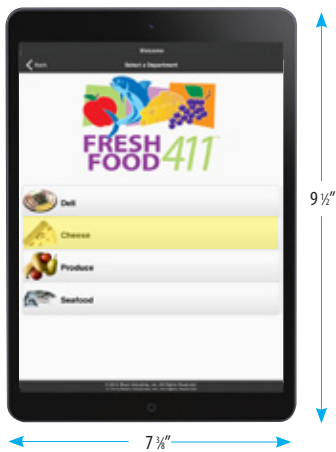 Welcome
Back
Select a Department
FRESH
FOOD 411
Deli
Cheese
Produce
Seafood
9 ½"
7 ⅜"